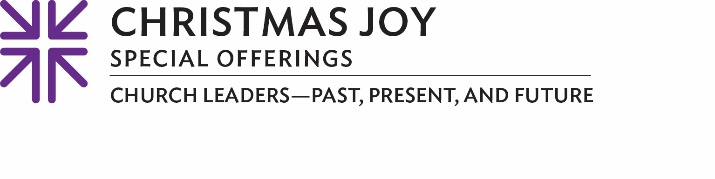 CHRISTMAS JOY
SPECIAL OFFERINGS
CHURCH LEADERS—PAST, PRESENT, AND FUTURE